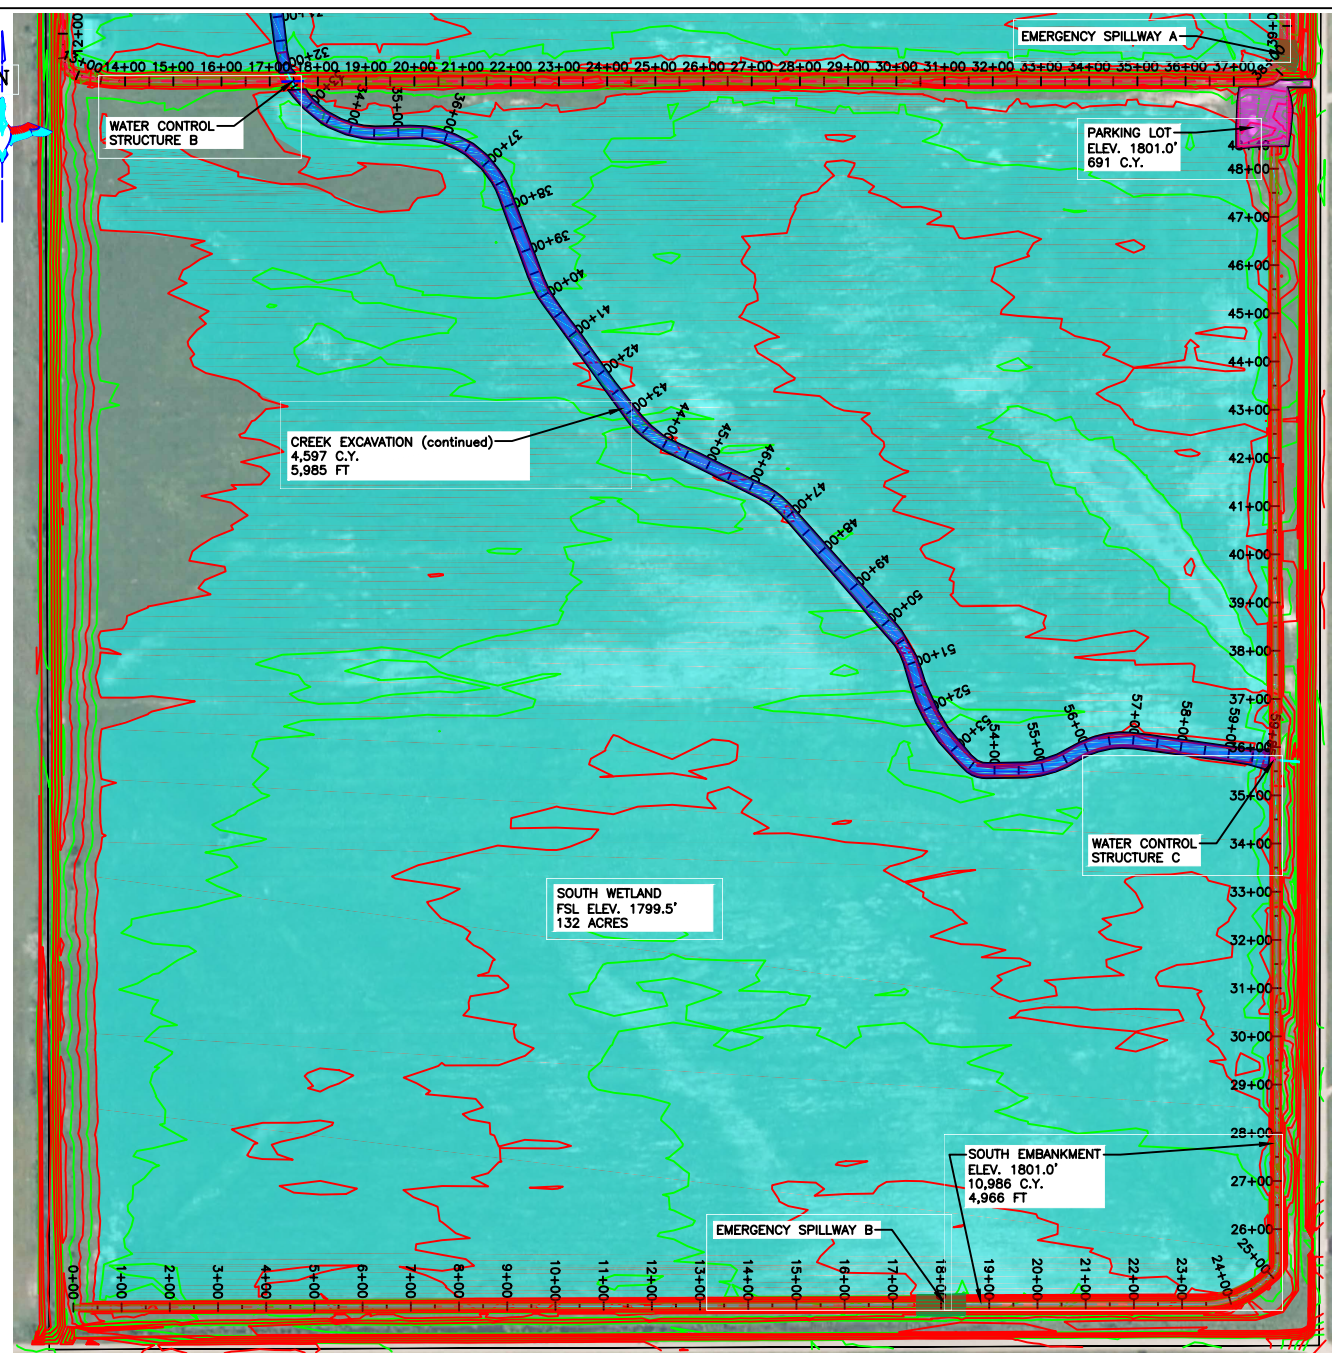 EMERGENCY SPILLWAY A
12+00
13+00 14+00 15+00 16+00 17+00 18+00 19+00 20+00 21+00 22+00 23+00 24+00 25+00 26+00 27+00 28+00 29+00 30+00 31+00 32+00 33+00 34+00 35+00 36+00 37+00 38+00
N
WATER CONTROL
STRUCTURE B
PARKING LOT
ELEV. 1801.0'
691 C.Y.
32+00
34+00
35+00
36+00
37+00
38+00
39+00
40+00
41+00
42+00
43+00
44+00
45+00
46+00
47+00
48+00
49+00
50+00
51+00
52+00
53+00
54+00
55+00
56+00
57+00
58+00
59+00
CREEK EXCAVATION (continued)
4,597 C.Y.
5,985 FT
48+00
47+00
46+00
45+00
44+00
43+00
42+00
41+00
40+00
39+00
38+00
37+00
36+00
35+00
34+00
33+00
32+00
31+00
30+00
29+00
28+00
27+00
26+00
25+00
WATER CONTROL
STRUCTURE C
SOUTH WETLAND
FSL ELEV. 1799.5'
132 ACRES
SOUTH EMBANKMENT
ELEV. 1801.0'
10,986 C.Y.
4,966 FT
EMERGENCY SPILLWAY B
0+00 1+00 2+00 3+00 4+00 5+00 6+00 7+00 8+00 9+00 10+00 11+00 12+00 13+00 14+00 15+00 16+00 17+00 18+00 19+00 20+00 21+00 22+00 23+00 24+00